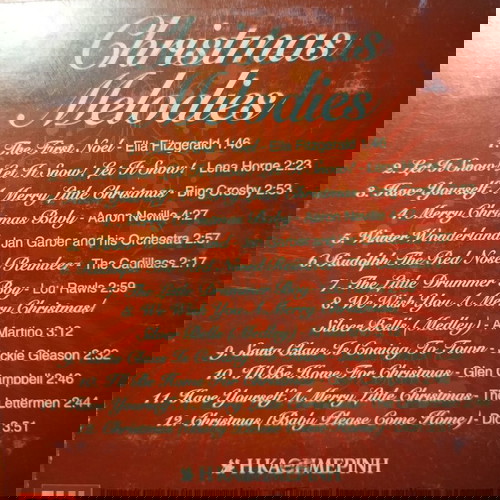 Christmas
Melodies
1. The First Noel - Ella Fitzgerald 1:46
2. Let It Snow! Let It Snow! Let It Snow! - Lena Horne 2:23
3. Have Yourself A Merry Little Christmas - Bing Crosby 2:53
4. Merry Christmas Baby - Aaron Neville 4:27
5. Winter Wonderland Jan Garber and his Orchestra 2:57
6. Rudolph The Red Nose Reindeer - The Cadillacs 2:17
7. The Little Drummer Boy - Lou Rawls 2:59
8. We Wish You A Merry Christmas!
Silver Bells (Medley) - Martino 3:12
9. Santa Claus Is Coming To Town - ckie Gleason 2:32
10. I'll Be Home For Christmas - Glen Campbell 2:46
11. Have Yourself A Merry Little Christmas - The Lettermen 2:44
12. Christmas (Baby Please Come Home) - Dio 3:51